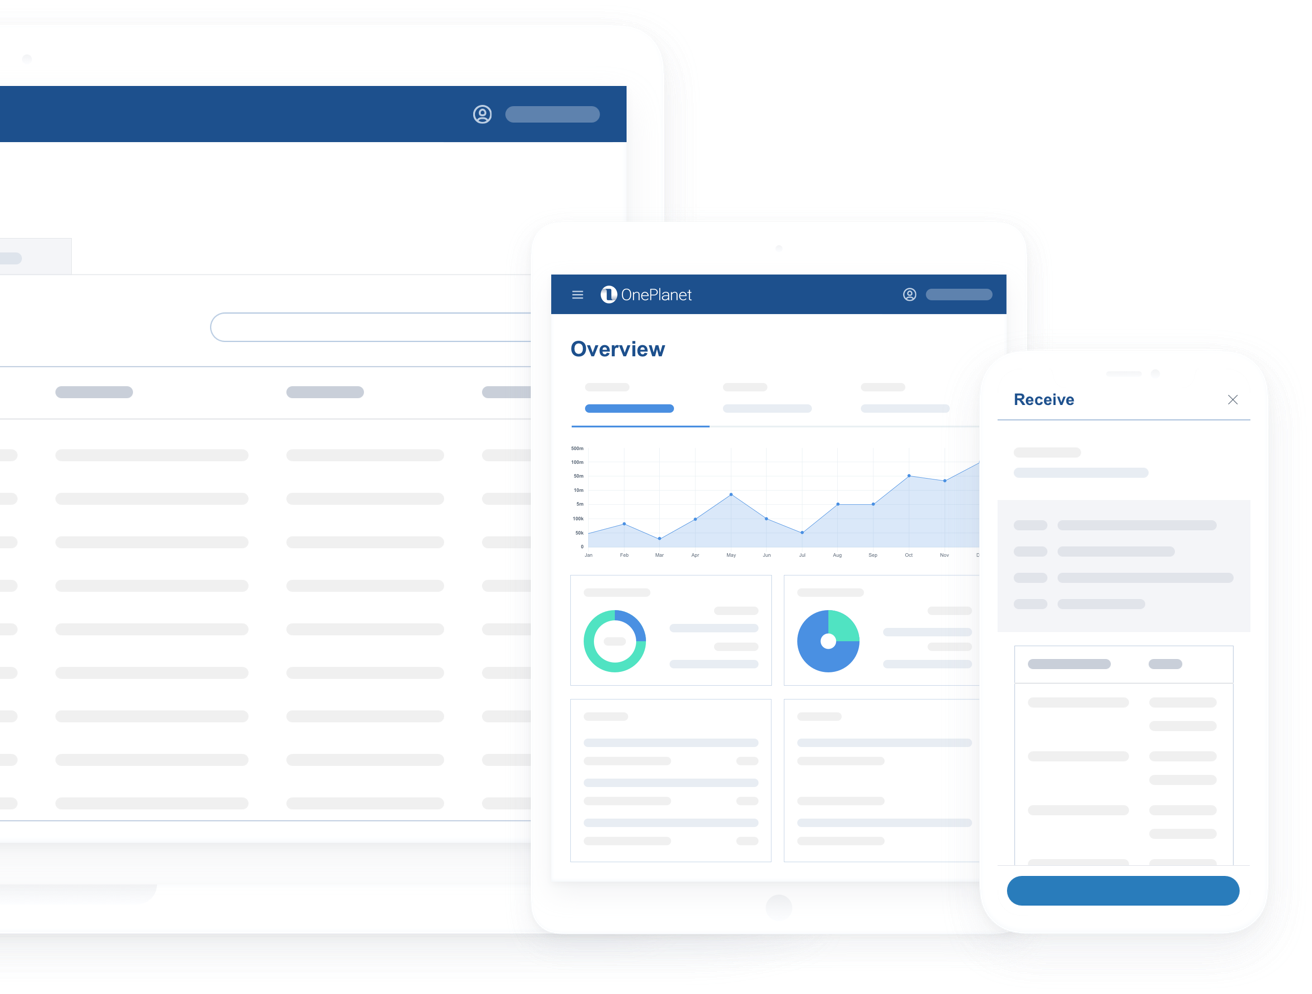 OnePlanet
Overview
500m
100m
50m
10m
5m
100k
50k
0
Jan Feb Mar Apr May Jun Jul Aug Sep Oct Nov
Receive